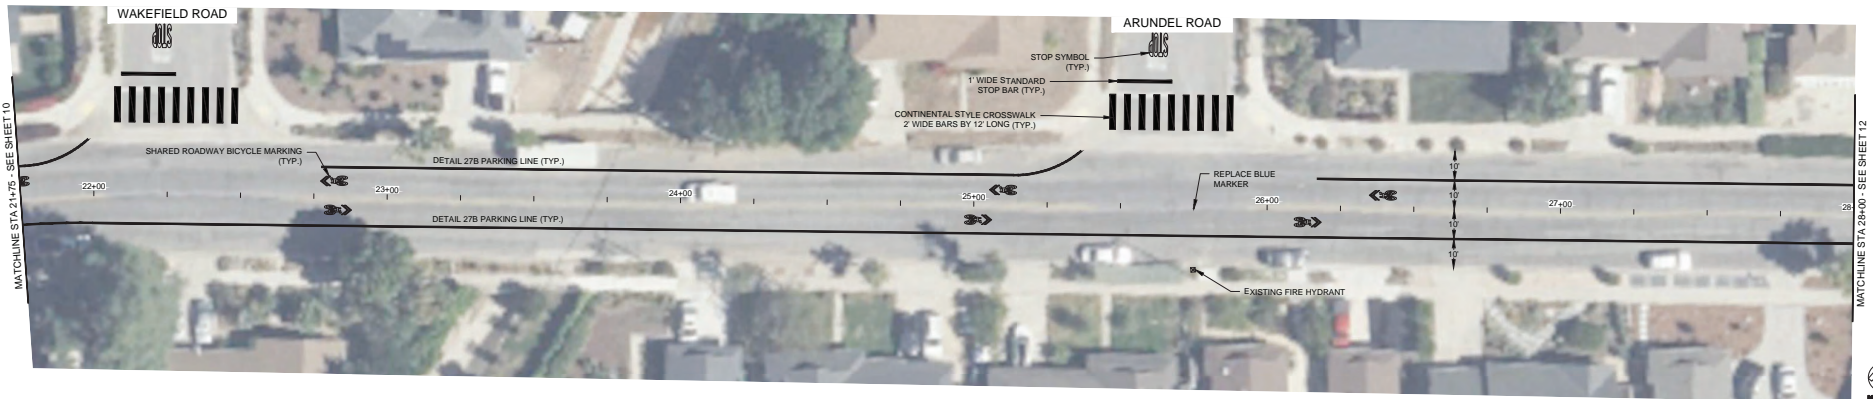 WAKEFIELD ROAD
STOP
ARUNDEL ROAD
STOP
STOP SYMBOL
(TYP.)
1' WIDE STANDARD
STOP BAR (TYP.)
CONTINENTAL STYLE CROSSWALK
2' WIDE BARS BY 12' LONG (TYP.)
MATCHLINE STA 21+75 - SEE SHEET 10
SHARED ROADWAY BICYCLE MARKING
(TYP.)
DETAIL 27B PARKING LINE (TYP.)
22+00
23+00
24+00
25+00
26+00
27+00
28+
REPLACE BLUE
MARKER
10'
10'
10'
10'
DETAIL 27B PARKING LINE (TYP.)
EXISTING FIRE HYDRANT
MATCHLINE STA 28+00 - SEE SHEET 12